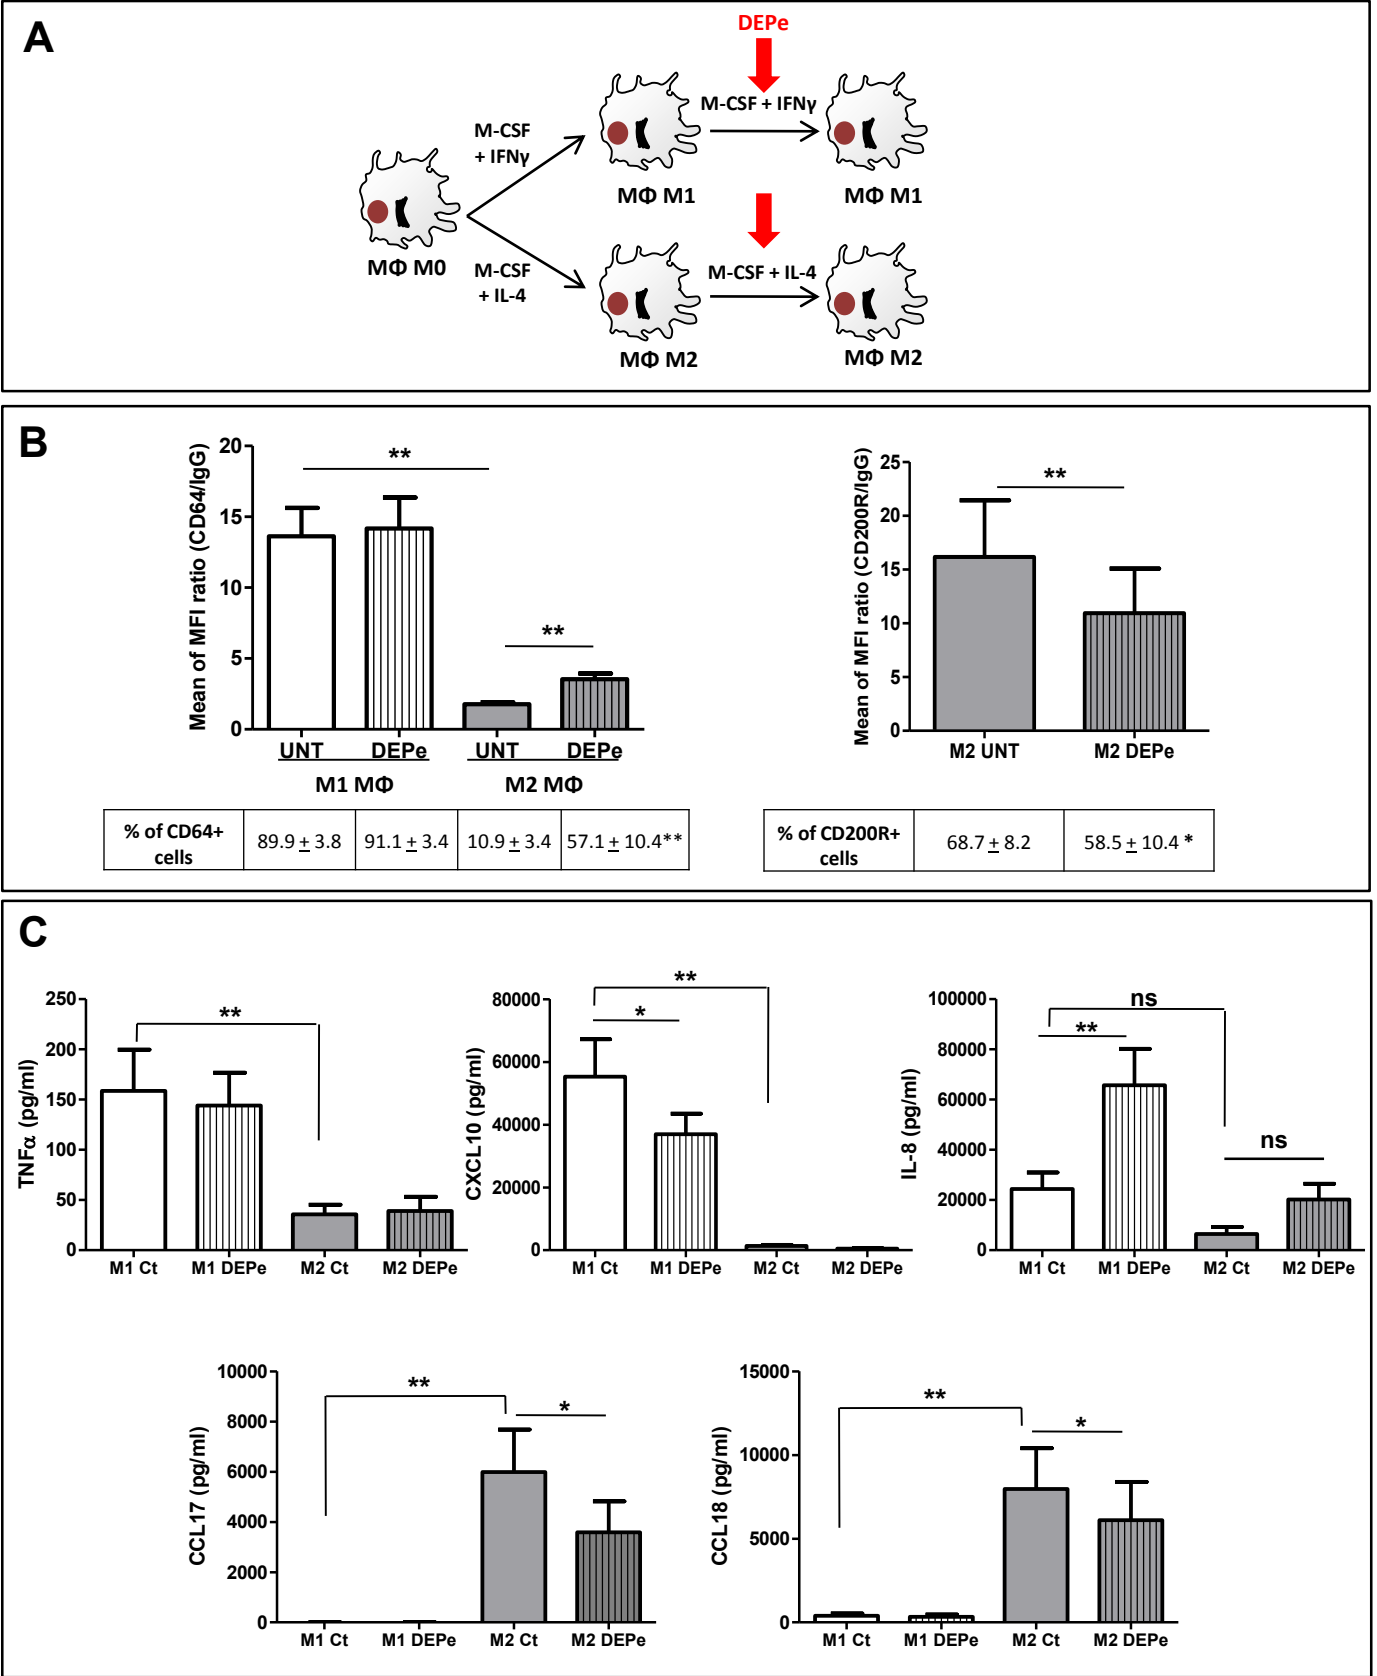 A
DEPe
M-CSF + IFNγ
M-CSF
+ IFNγ
MΦ M1
MΦ M1
MΦ M0
M-CSF
+ IL-4
M-CSF + IL-4
MΦ M2
MΦ M2
B
Mean of MFI ratio (CD64/IgG)
20
15
10
5
0
**
**
UNT
DEPe
UNT
DEPe
M1 MΦ
M2 MΦ
% of CD64+
cells
89.9 ± 3.8
91.1 ± 3.4
10.9 ± 3.4
57.1 ± 10.4**
Mean of MFI ratio (CD200R/IgG)
25
20
15
10
5
0
**
M2 UNT
M2 DEPe
% of CD200R+
cells
68.7 ± 8.2
58.5 ± 10.4 *
C
TNFα (pg/ml)
250
200
150
100
50
0
**
M1 Ct
M1 DEPe
M2 Ct
M2 DEPe
CXCL10 (pg/ml)
80000
60000
40000
20000
0
**
*
M1 Ct
M1 DEPe
M2 Ct
M2 DEPe
IL-8 (pg/ml)
100000
80000
60000
40000
20000
0
ns
**
ns
M1 Ct
M1 DEPe
M2 Ct
M2 DEPe
CCL17 (pg/ml)
10000
8000
6000
4000
2000
0
**
*
M1 Ct
M1 DEPe
M2 Ct
M2 DEPe
CCL18 (pg/ml)
15000
10000
5000
0
**
*
M1 Ct
M1 DEPe
M2 Ct
M2 DEPe